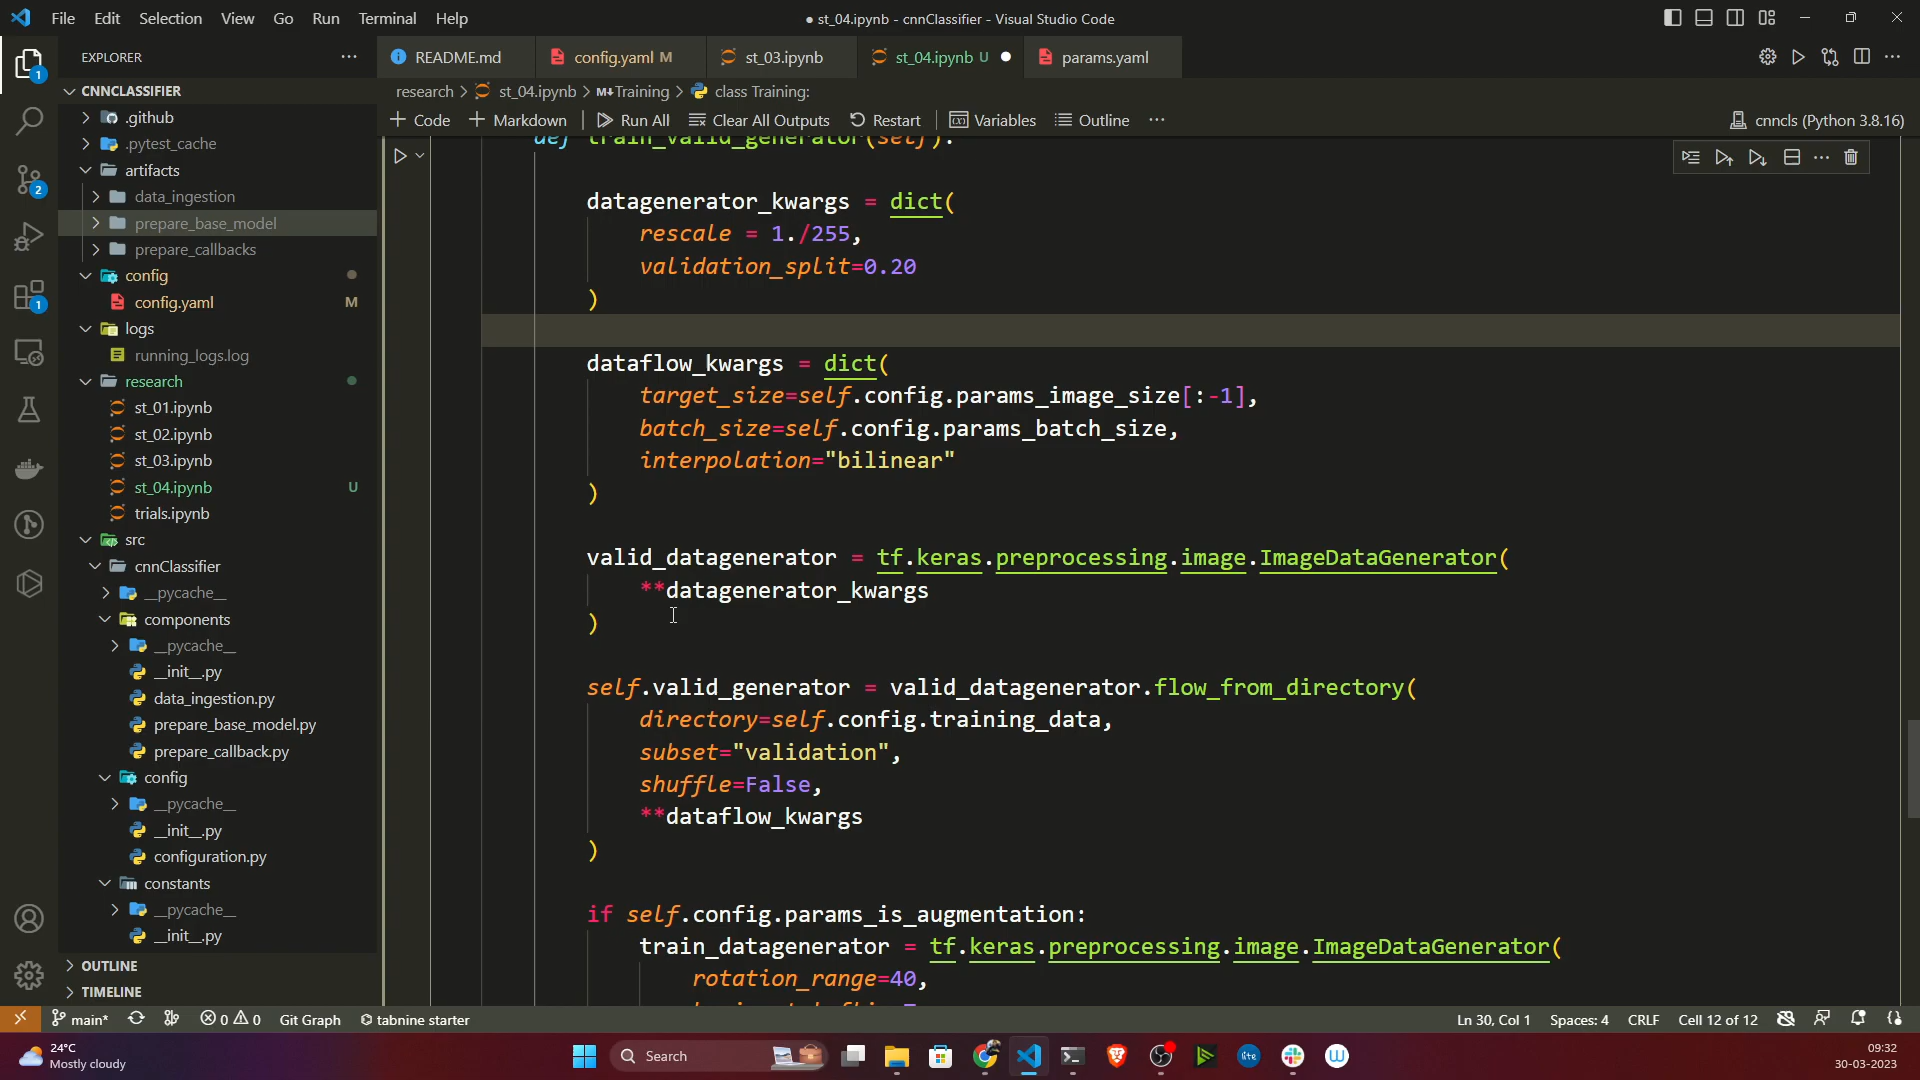 File Edit Selection View Go Run Terminal Help
● st_04.ipynb - cnnClassifier - Visual Studio Code
EXPLORER
README.md
config.yaml M
st_03.ipynb
st_04.ipynb U
params.yaml
research > st_04.ipynb > M↓Training > class Training:
+ Code + Markdown Run All Clear All Outputs Restart Variables Outline ···
cnncls (Python 3.8.16)
CNNCLASSIFIER
.github
.pytest_cache
artifacts
data_ingestion
prepare_base_model
prepare_callbacks
config
config.yaml M
logs
running_logs.log
research
st_01.ipynb
st_02.ipynb
st_03.ipynb
st_04.ipynb U
trials.ipynb
src
cnnClassifier
__pycache__
components
__pycache__
__init__.py
data_ingestion.py
prepare_base_model.py
prepare_callback.py
config
__pycache__
__init__.py
configuration.py
constants
__pycache__
__init__.py
OUTLINE
TIMELINE
def train_valid_generator(self):
datagenerator_kwargs = dict(
rescale = 1./255,
validation_split=0.20
)
dataflow_kwargs = dict(
target_size=self.config.params_image_size[:-1],
batch_size=self.config.params_batch_size,
interpolation="bilinear"
)
valid_datagenerator = tf.keras.preprocessing.image.ImageDataGenerator(
**datagenerator_kwargs
)
self.valid_generator = valid_datagenerator.flow_from_directory(
directory=self.config.training_data,
subset="validation",
shuffle=False,
**dataflow_kwargs
)
if self.config.params_is_augmentation:
train_datagenerator = tf.keras.preprocessing.image.ImageDataGenerator(
rotation_range=40,
main* 0 0 Git Graph tabnine starter
Ln 30, Col 1 Spaces: 4 CRLF Cell 12 of 12
24°C
Mostly cloudy
Search
09:32
30-03-2023